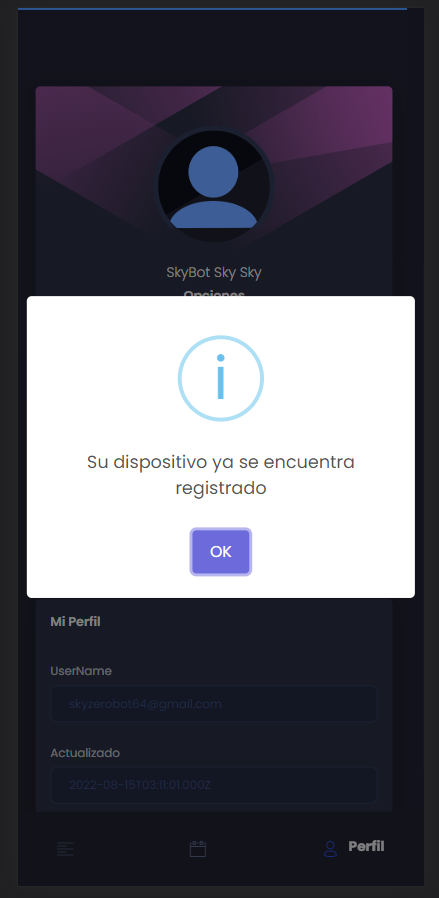 SkyBot Sky Sky
Opciones
i
Su dispositivo ya se encuentra
registrado
OK
Mi Perfil
UserName
skyzerobot64@gmail.com
Actualizado
2022-08-15T03:11:01.000Z
Perfil